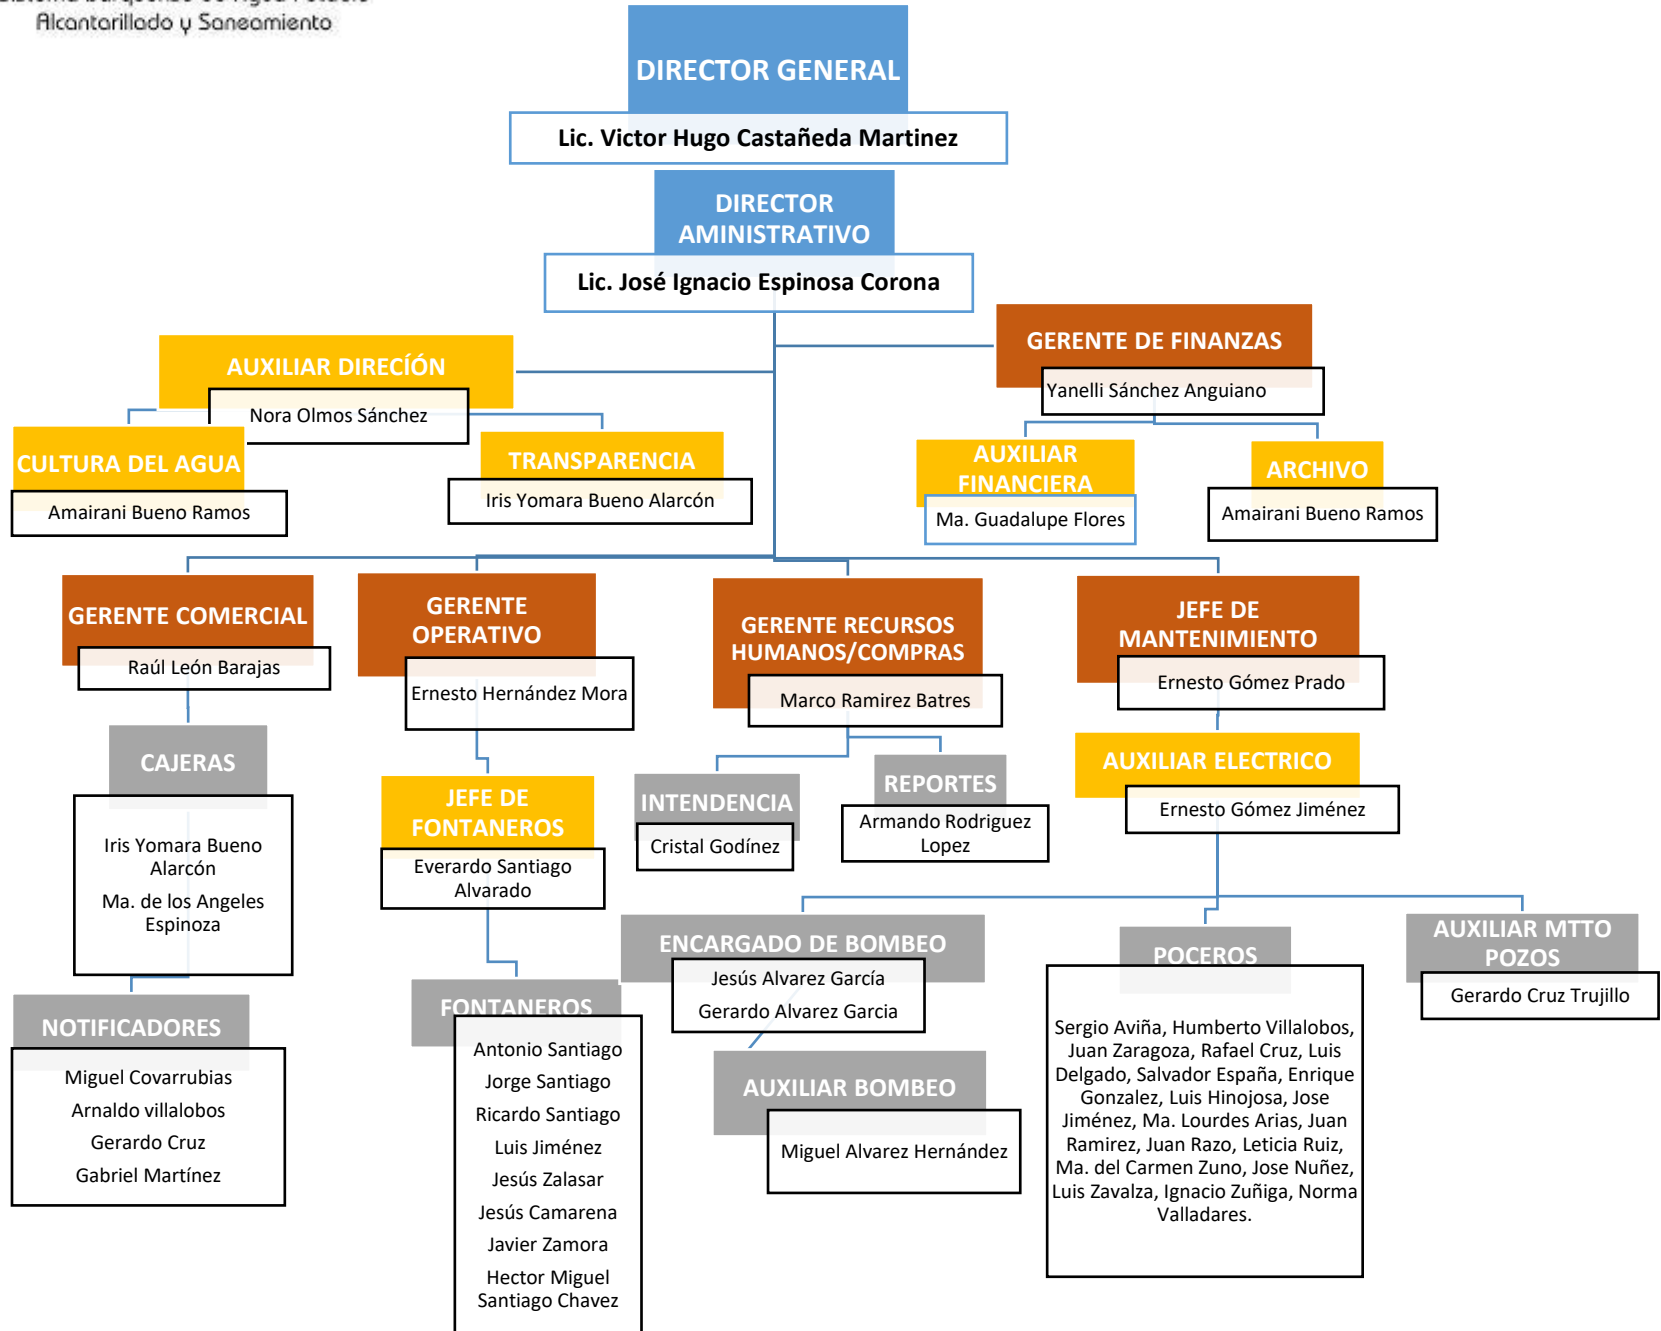 Alcantarillado y Saneamiento
DIRECTOR GENERAL
Lic. Victor Hugo Castañeda Martinez
DIRECTOR
AMINISTRATIVO
Lic. José Ignacio Espinosa Corona
GERENTE DE FINANZAS
Yanelli Sánchez Anguiano
AUXILIAR DIRECÍÓN
Nora Olmos Sánchez
CULTURA DEL AGUA
Amairani Bueno Ramos
TRANSPARENCIA
Iris Yomara Bueno Alarcón
AUXILIAR
FINANCIERA
Ma. Guadalupe Flores
ARCHIVO
Amairani Bueno Ramos
GERENTE COMERCIAL
Raúl León Barajas
GERENTE
OPERATIVO
Ernesto Hernández Mora
GERENTE RECURSOS
HUMANOS/COMPRAS
Marco Ramirez Batres
JEFE DE
MANTENIMIENTO
Ernesto Gómez Prado
CAJERAS
Iris Yomara Bueno
Alarcón
Ma. de los Angeles
Espinoza
JEFE DE
FONTANEROS
Everardo Santiago
Alvarado
INTENDENCIA
Cristal Godínez
REPORTES
Armando Rodriguez
Lopez
AUXILIAR ELECTRICO
Ernesto Gómez Jiménez
NOTIFICADORES
Miguel Covarrubias
Arnaldo villalobos
Gerardo Cruz
Gabriel Martínez
FONTANEROS
Antonio Santiago
Jorge Santiago
Ricardo Santiago
Luis Jiménez
Jesús Zalasar
Jesús Camarena
Javier Zamora
Hector Miguel
Santiago Chavez
ENCARGADO DE BOMBEO
Jesús Alvarez García
Gerardo Alvarez Garcia
AUXILIAR BOMBEO
Miguel Alvarez Hernández
POCEROS
Sergio Aviña, Humberto Villalobos,
Juan Zaragoza, Rafael Cruz, Luis
Delgado, Salvador España, Enrique
Gonzalez, Luis Hinojosa, Jose
Jiménez, Ma. Lourdes Arias, Juan
Ramirez, Juan Razo, Leticia Ruiz,
Ma. del Carmen Zuno, Jose Nuñez,
Luis Zavalza, Ignacio Zuñiga, Norma
Valladares.
AUXILIAR MTTO
POZOS
Gerardo Cruz Trujillo